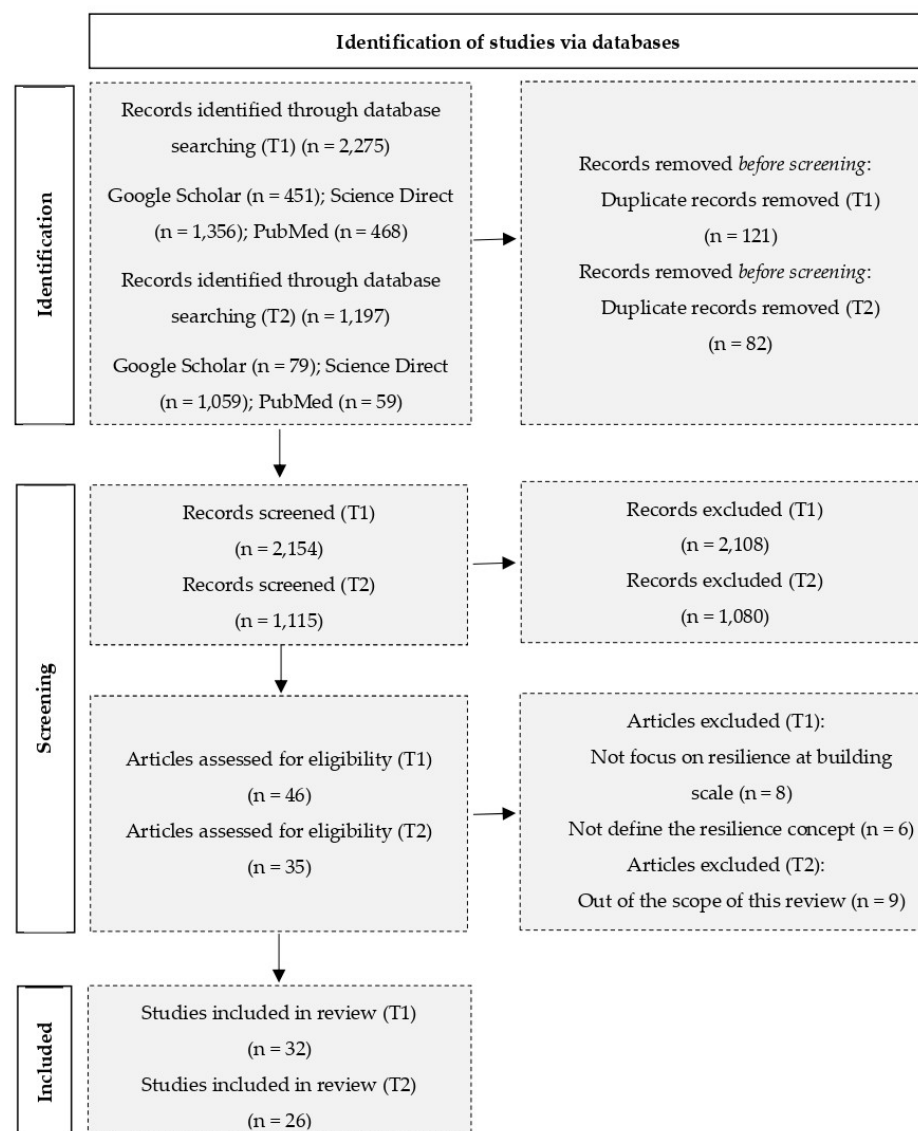 Identification of studies via databases
Identification
Records identified through database
searching (T1) (n = 2,275)
Google Scholar (n = 451); Science Direct
(n = 1,356); PubMed (n = 468)
Records identified through database
searching (T2) (n = 1,197)
Google Scholar (n = 79); Science Direct
(n = 1,059); PubMed (n = 59)
Records removed before screening:
Duplicate records removed (T1)
(n = 121)
Records removed before screening:
Duplicate records removed (T2)
(n = 82)
Screening
Records screened (T1)
(n = 2,154)
Records screened (T2)
(n = 1,115)
Records excluded (T1)
(n = 2,108)
Records excluded (T2)
(n = 1,080)
Articles assessed for eligibility (T1)
(n = 46)
Articles assessed for eligibility (T2)
(n = 35)
Articles excluded (T1):
Not focus on resilience at building
scale (n = 8)
Not define the resilience concept (n = 6)
Articles excluded (T2):
Out of the scope of this review (n = 9)
Included
Studies included in review (T1)
(n = 32)
Studies included in review (T2)
(n = 26)